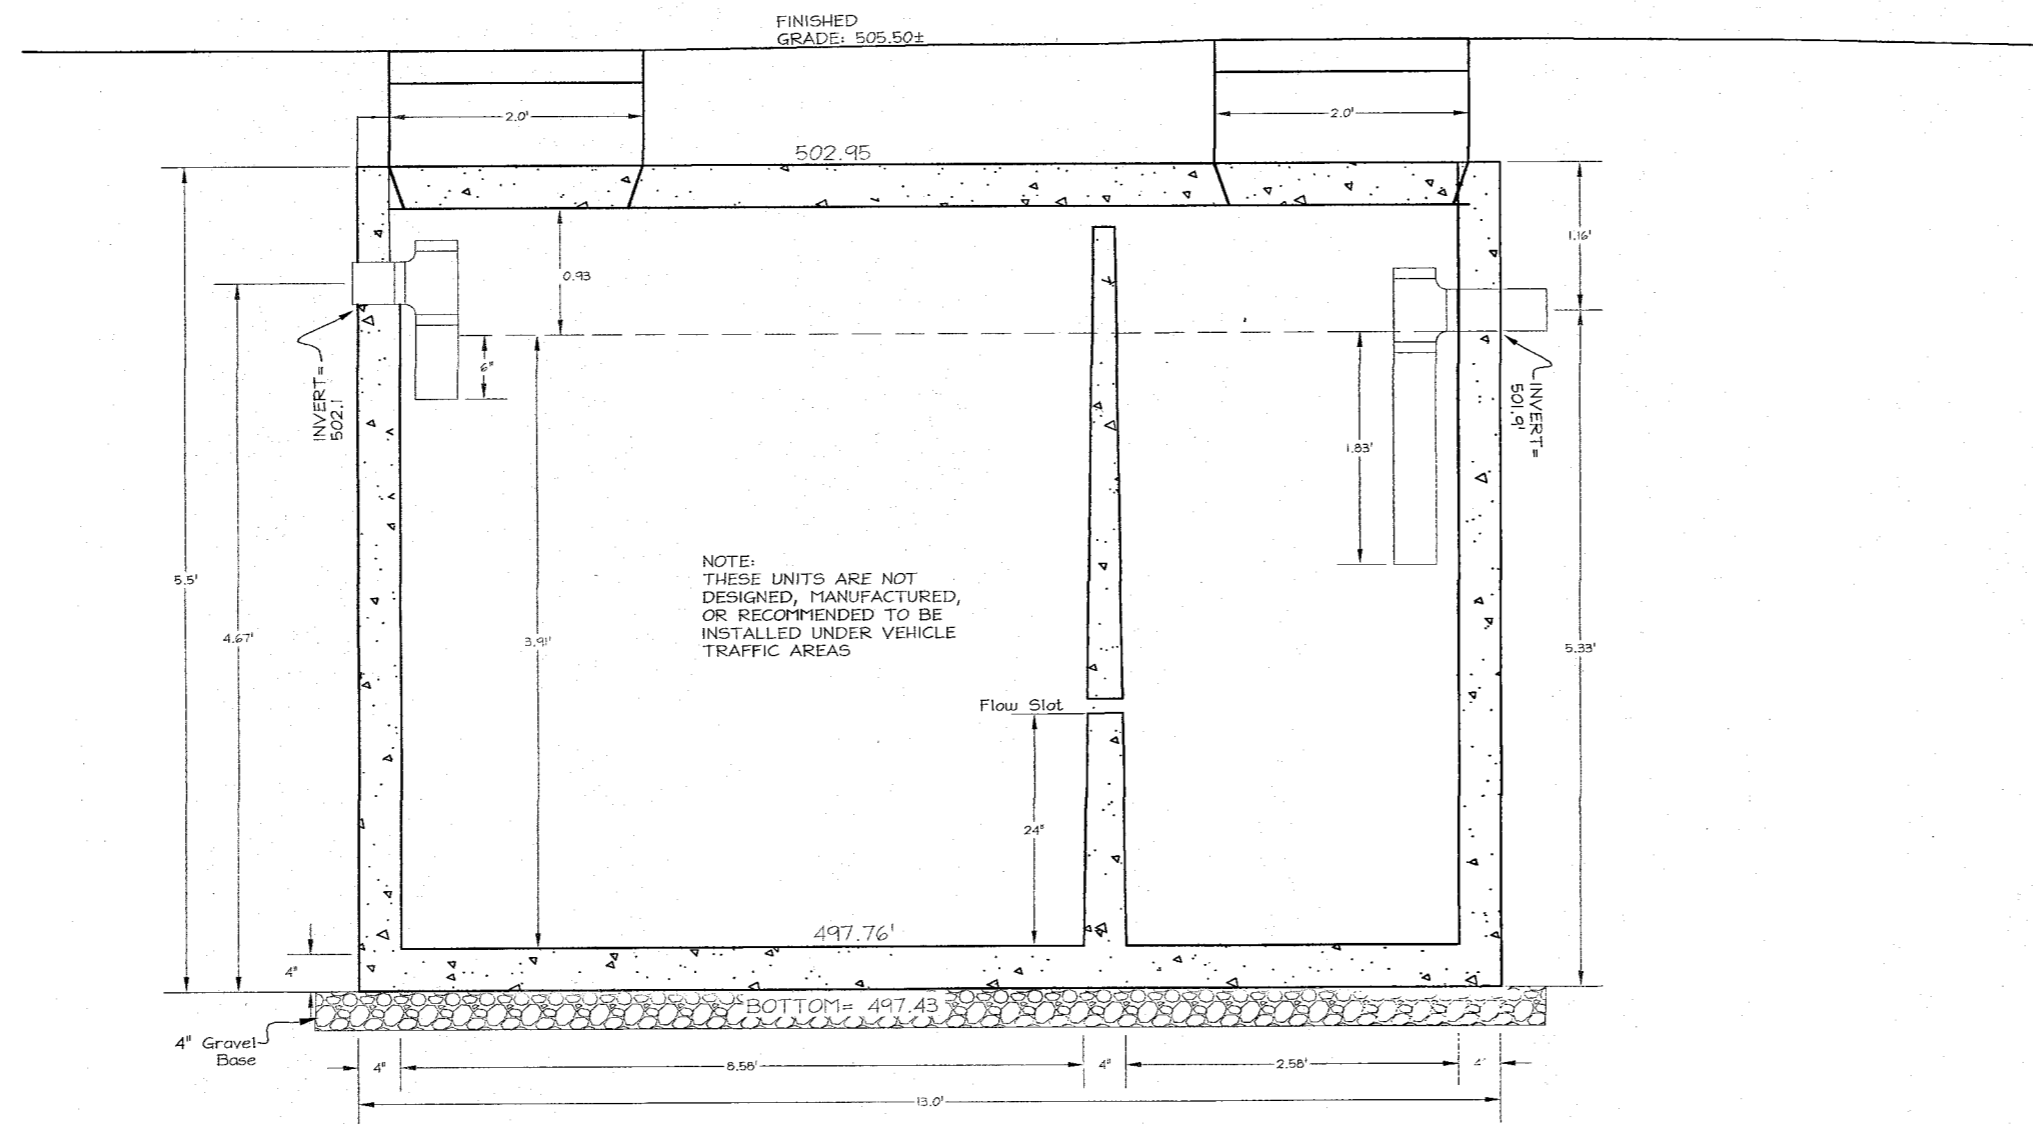 FINISHED
GRADE: 505.50±
2.0'
2.0'
502.95
1.16'
0.93
6"
INVERT=
502.1
INVERT=
501.9'
1.83'
5.5'
4.67'
3.91'
NOTE:
THESE UNITS ARE NOT
DESIGNED, MANUFACTURED,
OR RECOMMENDED TO BE
INSTALLED UNDER VEHICLE
TRAFFIC AREAS
5.33'
Flow Slot
24"
497.76'
4"
BOTTOM= 497.43
4" Gravel
Base
4"
8.58'
4"
2.58'
4"
13.0'